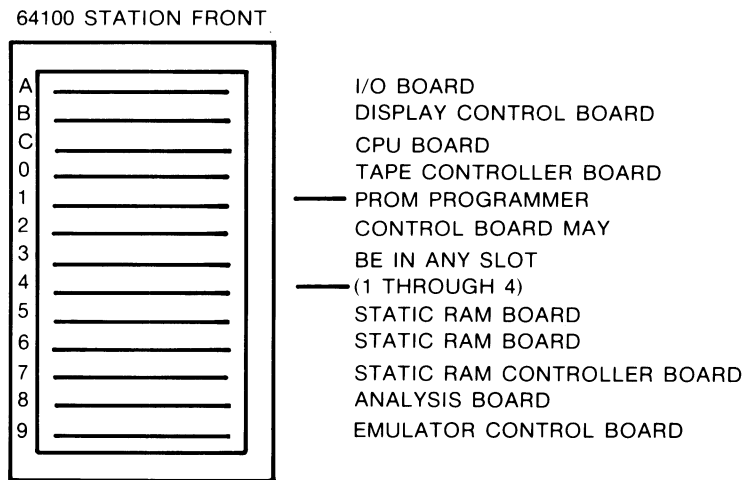 64100 STATION FRONT
A I/O BOARD
B DISPLAY CONTROL BOARD
C CPU BOARD
0 TAPE CONTROLLER BOARD
1 PROM PROGRAMMER
2 CONTROL BOARD MAY
3 BE IN ANY SLOT
4 (1 THROUGH 4)
5 STATIC RAM BOARD
6 STATIC RAM BOARD
7 STATIC RAM CONTROLLER BOARD
8 ANALYSIS BOARD
9 EMULATOR CONTROL BOARD